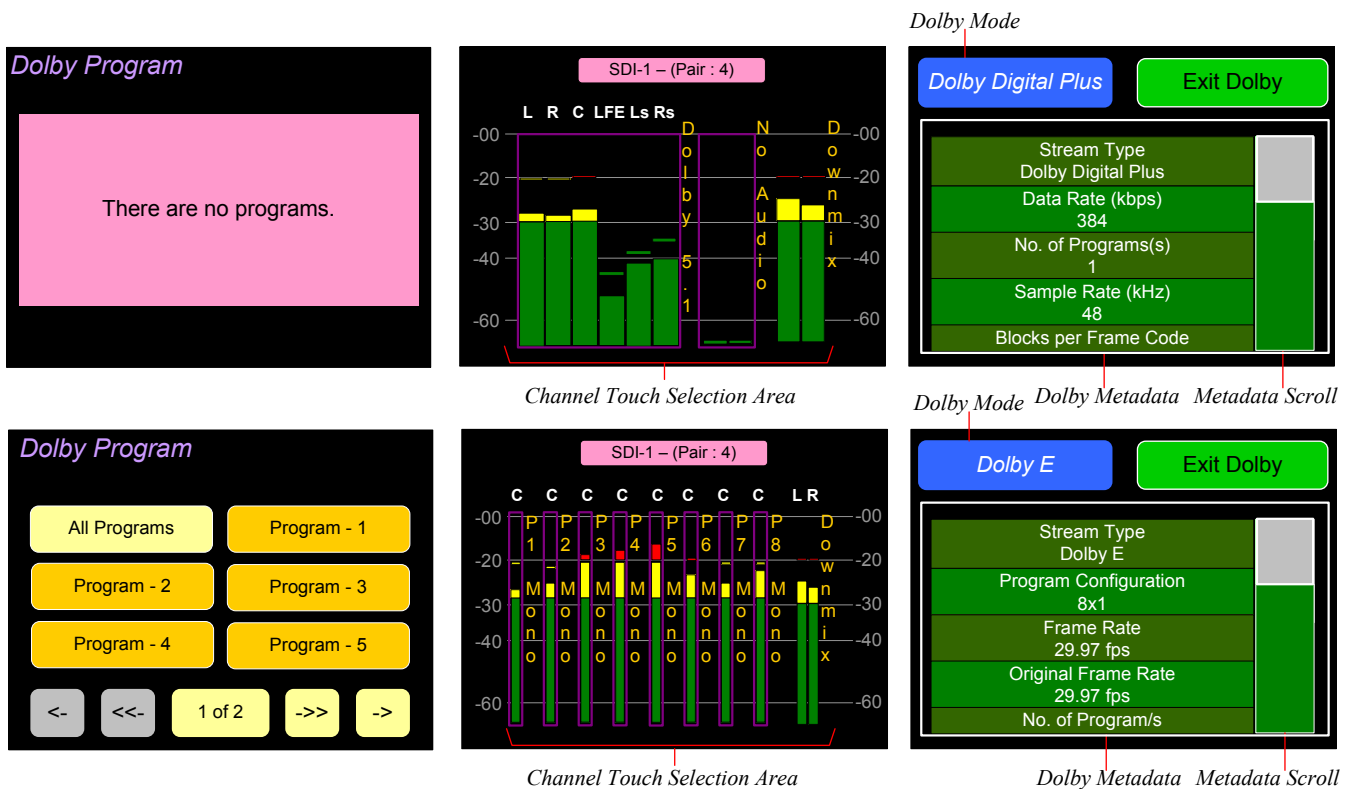 Dolby Mode
Dolby Program
There are no programs.
SDI-1 – (Pair : 4)
L R C LFE Ls Rs
-00
-20
-30
-40
-60
Dolby 5.1
No Audio
Downmix
-00
-20
-30
-40
-60
Channel Touch Selection Area
Dolby Digital Plus
Exit Dolby
Stream Type
Dolby Digital Plus
Data Rate (kbps)
384
No. of Programs(s)
1
Sample Rate (kHz)
48
Blocks per Frame Code
Dolby Metadata
Metadata Scroll
Dolby Mode
Dolby Program
All Programs
Program - 1
Program - 2
Program - 3
Program - 4
Program - 5
<-
<<-
1 of 2
->>
->
SDI-1 – (Pair : 4)
C C C C C C C C L R
-00
-20
-30
-40
-60
P1 Mono
P2 Mono
P3 Mono
P4 Mono
P5 Mono
P6 Mono
P7 Mono
P8 Mono
Downmix
-00
-20
-30
-40
-60
Channel Touch Selection Area
Dolby E
Exit Dolby
Stream Type
Dolby E
Program Configuration
8x1
Frame Rate
29.97 fps
Original Frame Rate
29.97 fps
No. of Program/s
Dolby Metadata
Metadata Scroll